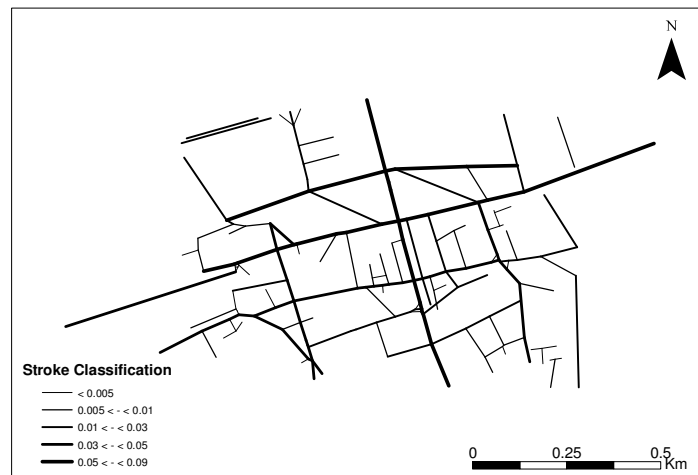 N
Stroke Classification
< 0.005
0.005 < - < 0.01
0.01 < - < 0.03
0.03 < - < 0.05
0.05 < - < 0.09
0 0.25 0.5
Km